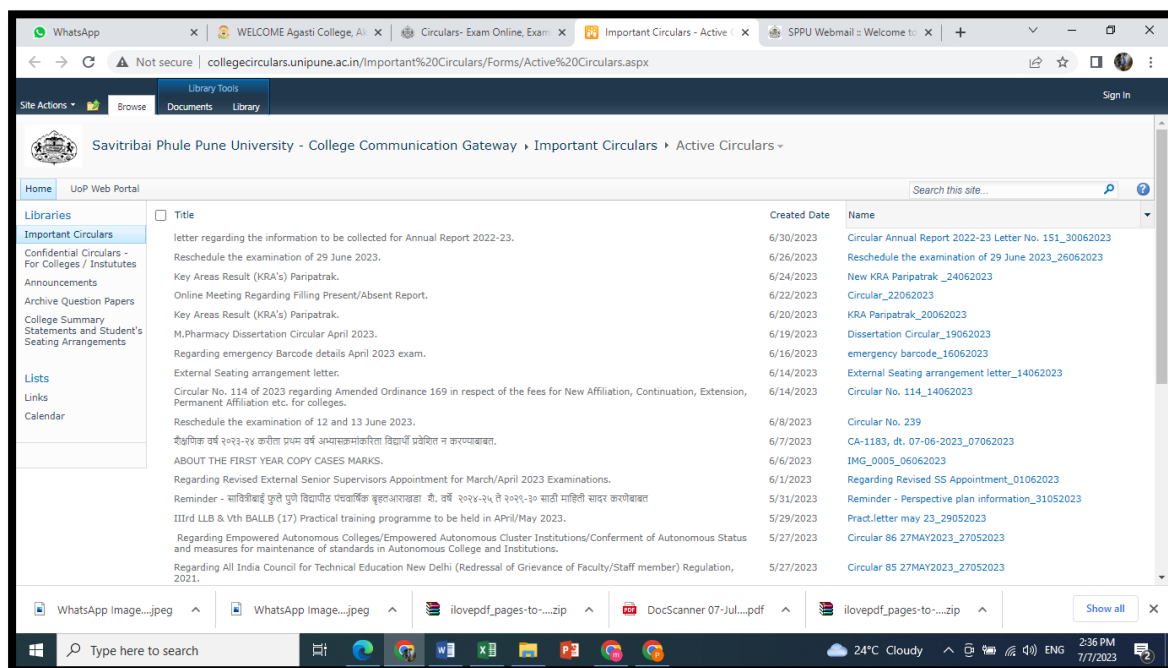 WhatsApp
WELCOME Agasti College, Ak
Circulars- Exam Online, Exam
Important Circulars - Active C
SPPU Webmail :: Welcome to
Not secure | collegecirculars.unipune.ac.in/Important%20Circulars/Forms/Active%20Circulars.aspx
Library Tools
Site Actions Browse Documents Library Sign In
Savitribai Phule Pune University - College Communication Gateway Important Circulars Active Circulars
Home UoP Web Portal Search this site...
Libraries
Important Circulars
Confidential Circulars -
For Colleges / Instututes
Announcements
Archive Question Papers
College Summary
Statements and Student's
Seating Arrangements
Lists
Links
Calendar
Title Created Date Name
letter regarding the information to be collected for Annual Report 2022-23. 6/30/2023 Circular Annual Report 2022-23 Letter No. 151_30062023
Reschedule the examination of 29 June 2023. 6/26/2023 Reschedule the examination of 29 June 2023_26062023
Key Areas Result (KRA's) Paripatrak. 6/24/2023 New KRA Paripatrak _24062023
Online Meeting Regarding Filling Present/Absent Report. 6/22/2023 Circular_22062023
Key Areas Result (KRA's) Paripatrak. 6/20/2023 KRA Paripatrak_20062023
M.Pharmacy Dissertation Circular April 2023. 6/19/2023 Dissertation Circular_19062023
Regarding emergency Barcode details April 2023 exam. 6/16/2023 emergency barcode_16062023
External Seating arrangement letter. 6/14/2023 External Seating arrangement letter_14062023
Circular No. 114 of 2023 regarding Amended Ordinance 169 in respect of the fees for New Affiliation, Continuation, Extension, 6/14/2023 Circular No. 114_14062023
Permanent Affiliation etc. for colleges.
Reschedule the examination of 12 and 13 June 2023. 6/8/2023 Circular No. 239
शैक्षणिक वर्ष २०२३-२४ करीता प्रथम वर्ष अभ्यासक्रमांकरिता विद्यार्थी प्रवेशित न करण्याबाबत. 6/7/2023 CA-1183, dt. 07-06-2023_07062023
ABOUT THE FIRST YEAR COPY CASES MARKS. 6/6/2023 IMG_0005_06062023
Regarding Revised External Senior Supervisors Appointment for March/April 2023 Examinations. 6/1/2023 Regarding Revised SS Appointment_01062023
Reminder - सावित्रीबाई फुले पुणे विद्यापीठ पंचवार्षिक बृहतआराखडा शै. वर्षे २०२४-२५ ते २०२९-३० साठी माहिती सादर करणेबाबत 5/31/2023 Reminder - Perspective plan information_31052023
IIIrd LLB & Vth BALLB (17) Practical training programme to be held in APril/May 2023. 5/29/2023 Pract.letter may 23_29052023
Regarding Empowered Autonomous Colleges/Empowered Autonomous Cluster Institutions/Conferment of Autonomous Status 5/27/2023 Circular 86 27MAY2023_27052023
and measures for maintenance of standards in Autonomous College and Institutions.
Regarding All India Council for Technical Education New Delhi (Redressal of Grievance of Faculty/Staff member) Regulation, 5/27/2023 Circular 85 27MAY2023_27052023
2021.
WhatsApp Image....jpeg WhatsApp Image....jpeg ilovepdf_pages-to-....zip DocScanner 07-Jul....pdf ilovepdf_pages-to-....zip Show all
Type here to search 24°C Cloudy ENG 2:36 PM
7/7/2023